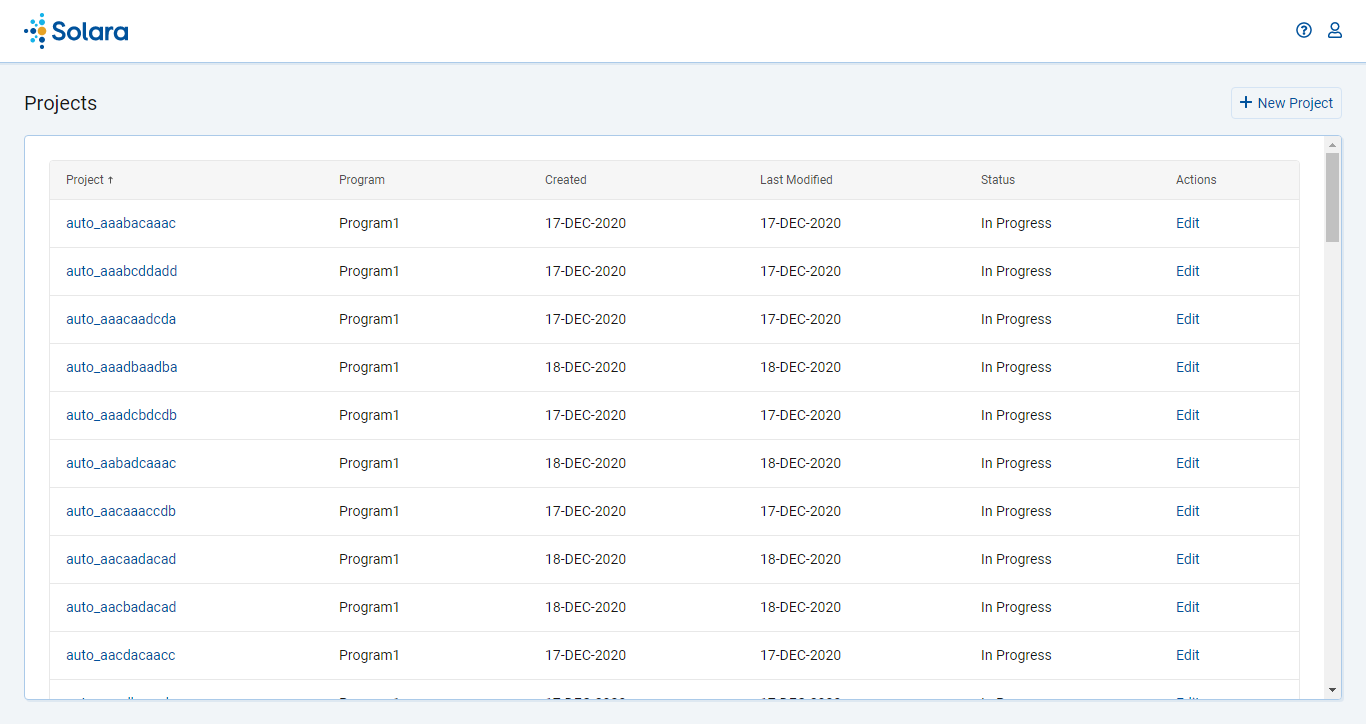 Solara
Projects
New Project
Project ↑ Program Created Last Modified Status Actions
auto_aaabacaaac Program1 17-DEC-2020 17-DEC-2020 In Progress Edit
auto_aaabcddadd Program1 17-DEC-2020 17-DEC-2020 In Progress Edit
auto_aaacaadcda Program1 17-DEC-2020 17-DEC-2020 In Progress Edit
auto_aaadbaadba Program1 18-DEC-2020 18-DEC-2020 In Progress Edit
auto_aaadcbdcdb Program1 17-DEC-2020 17-DEC-2020 In Progress Edit
auto_aabadcaaac Program1 18-DEC-2020 18-DEC-2020 In Progress Edit
auto_aacaaaccdb Program1 17-DEC-2020 17-DEC-2020 In Progress Edit
auto_aacaadacad Program1 18-DEC-2020 18-DEC-2020 In Progress Edit
auto_aacbadacad Program1 18-DEC-2020 18-DEC-2020 In Progress Edit
auto_aacdacaacc Program1 17-DEC-2020 17-DEC-2020 In Progress Edit